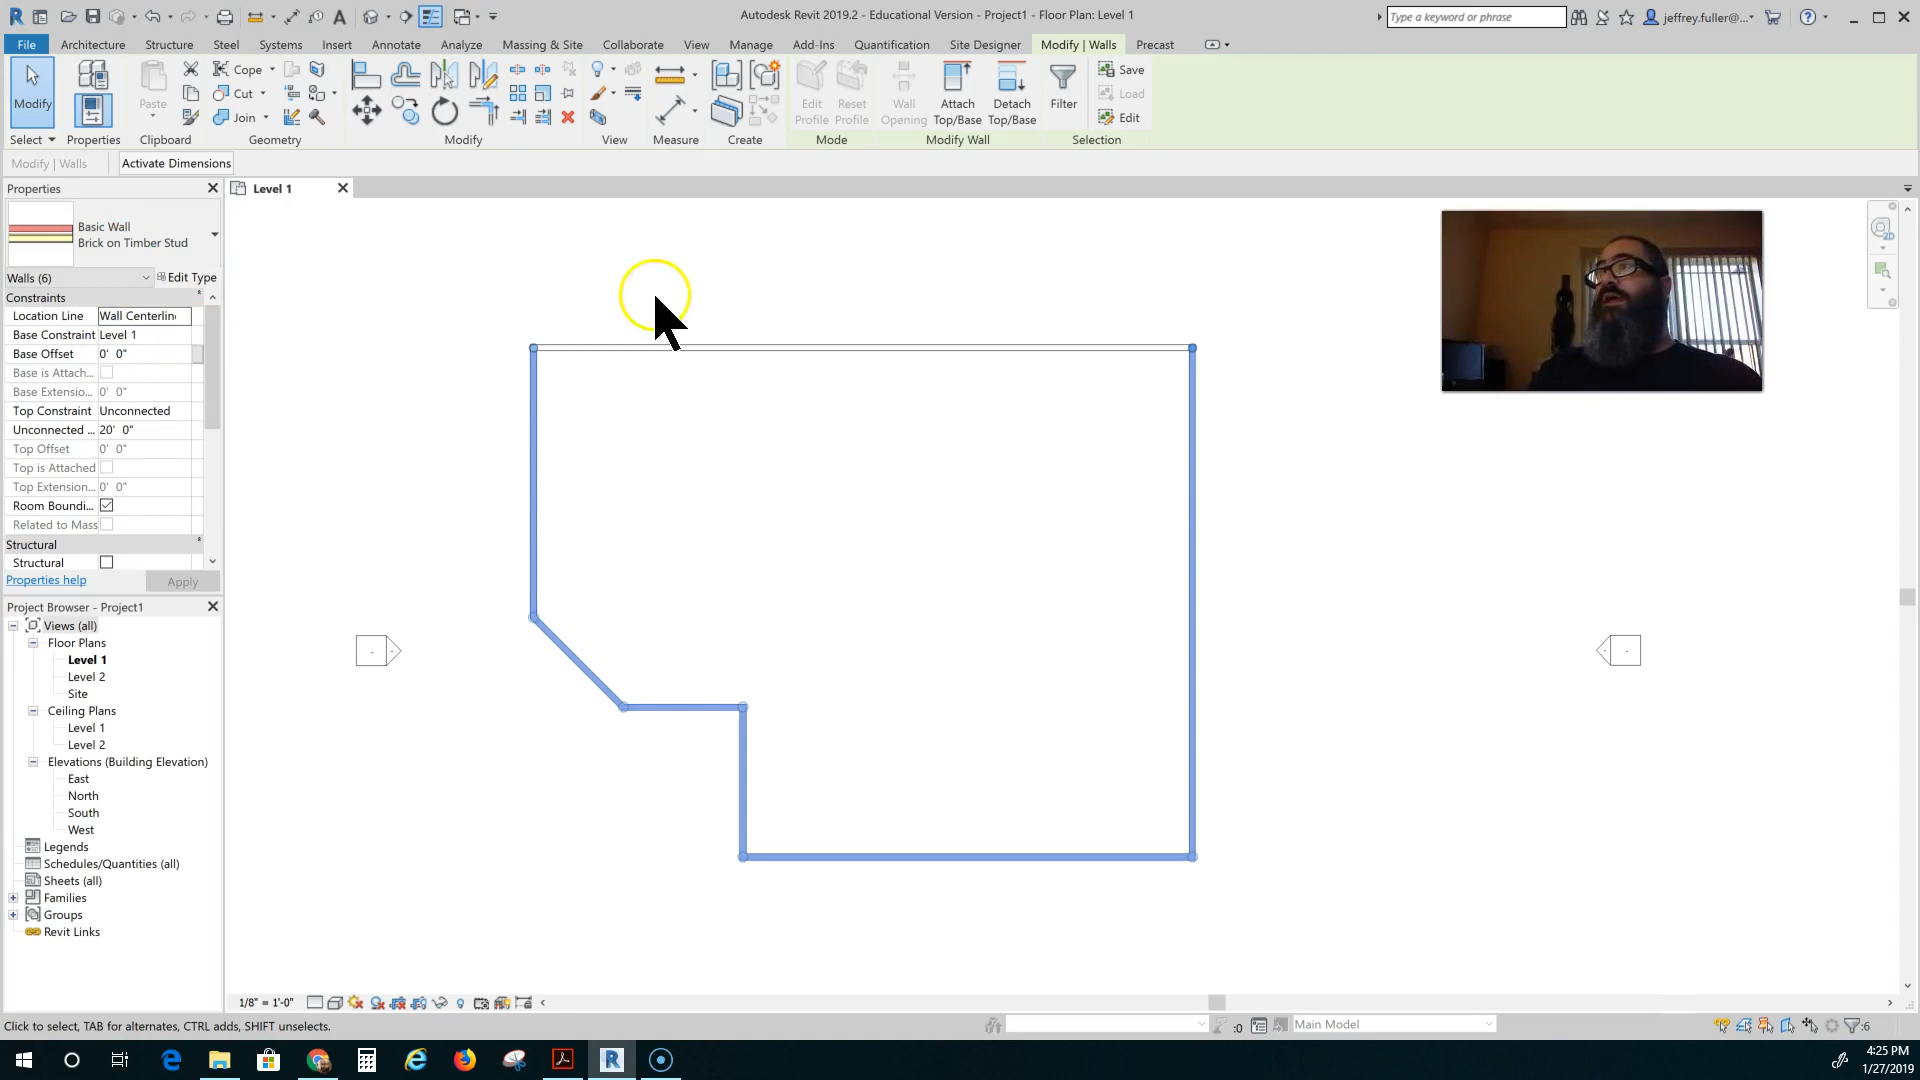 Autodesk Revit 2019.2 - Educational Version - Project1 - Floor Plan: Level 1
Type a keyword or phrase
jeffrey.fuller@...
File Architecture Structure Steel Systems Insert Annotate Analyze Massing & Site Collaborate View Manage Add-Ins Quantification Site Designer Modify | Walls Precast
Modify
Paste
Cope
Cut
Join
Edit Profile
Reset Profile
Wall Opening
Attach Top/Base
Detach Top/Base
Filter
Save
Load
Edit
Select Properties Clipboard Geometry Modify View Measure Create Mode Modify Wall Selection
Modify | Walls Activate Dimensions
Properties
Level 1
Basic Wall
Brick on Timber Stud
Walls (6) Edit Type
Constraints
Location Line Wall Centerlin
Base Constraint Level 1
Base Offset 0' 0"
Base is Attach...
Base Extensio... 0' 0"
Top Constraint Unconnected
Unconnected ... 20' 0"
Top Offset 0' 0"
Top is Attached
Top Extension... 0' 0"
Room Boundi...
Related to Mass
Structural
Structural
Properties help Apply
Project Browser - Project1
Views (all)
Floor Plans
Level 1
Level 2
Site
Ceiling Plans
Level 1
Level 2
Elevations (Building Elevation)
East
North
South
West
Legends
Schedules/Quantities (all)
Sheets (all)
Families
Groups
Revit Links
2D
1/8" = 1'-0"
Click to select, TAB for alternates, CTRL adds, SHIFT unselects.
:0
Main Model
:6
4:25 PM
1/27/2019